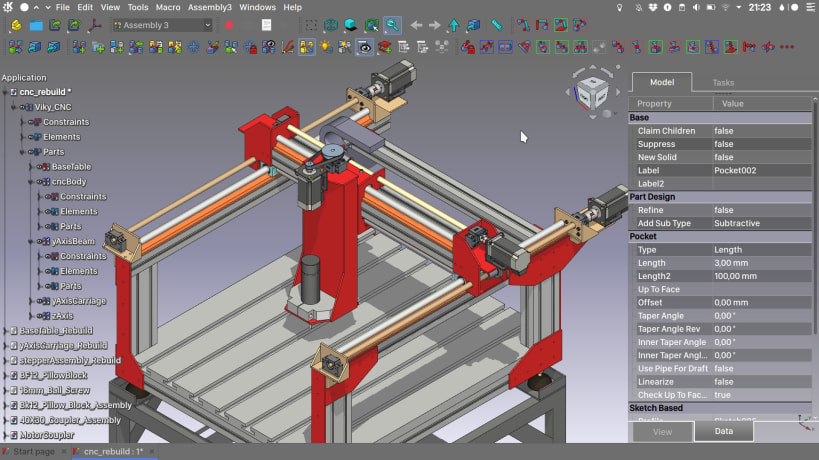 File Edit View Tools Macro Assembly3 Windows Help
21:23
Assembly 3
Application
cnc_rebuild *
Viky_CNC
Constraints
Elements
Parts
BaseTable
cncBody
Constraints
Elements
Parts
yAxisBeam
Constraints
Elements
Parts
yAxisCarriage
zAxis
BaseTable_Rebuild
yAxisCarriage_Rebuild
stepperAssembly_Rebuild
BF12_PillowBlock
16mm_Ball_Screw
BK12_Pillow_Block_Assembly
40X30_Coupler_Assembly
MotorCoupler
Model Tasks
Property Value
Base
Claim Children false
Suppress false
New Solid false
Label Pocket002
Label2
Part Design
Refine false
Add Sub Type Subtractive
Pocket
Type Length
Length 3,00 mm
Length2 100,00 mm
Up To Face
Offset 0,00 mm
Taper Angle 0,00 °
Taper Angle Rev 0,00 °
Inner Taper Angle 0,00 °
Inner Taper Angl... 0,00 °
Use Pipe For Draft false
Linearize false
Check Up To Fac... true
Sketch Based
View Data
Start page
cnc_rebuild : 1*